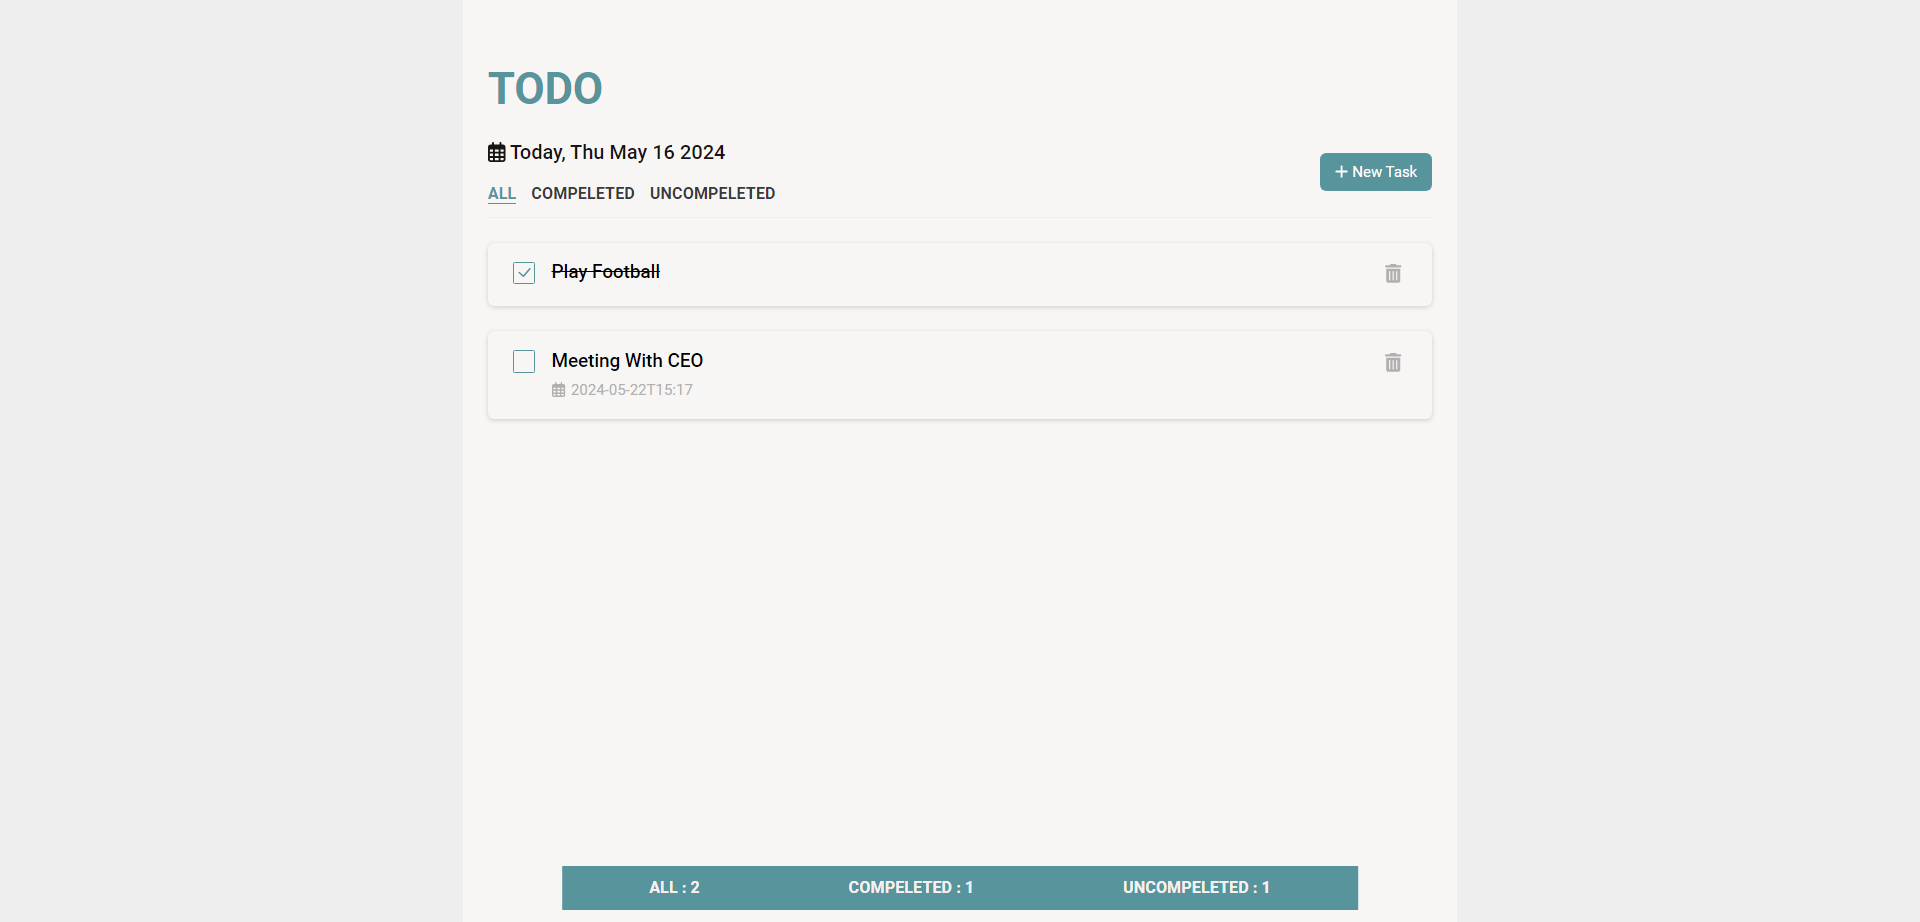 TODO
Today, Thu May 16 2024
New Task
ALL COMPELETED UNCOMPELETED
Play Football
Meeting With CEO
2024-05-22T15:17
ALL : 2 COMPELETED : 1 UNCOMPELETED : 1